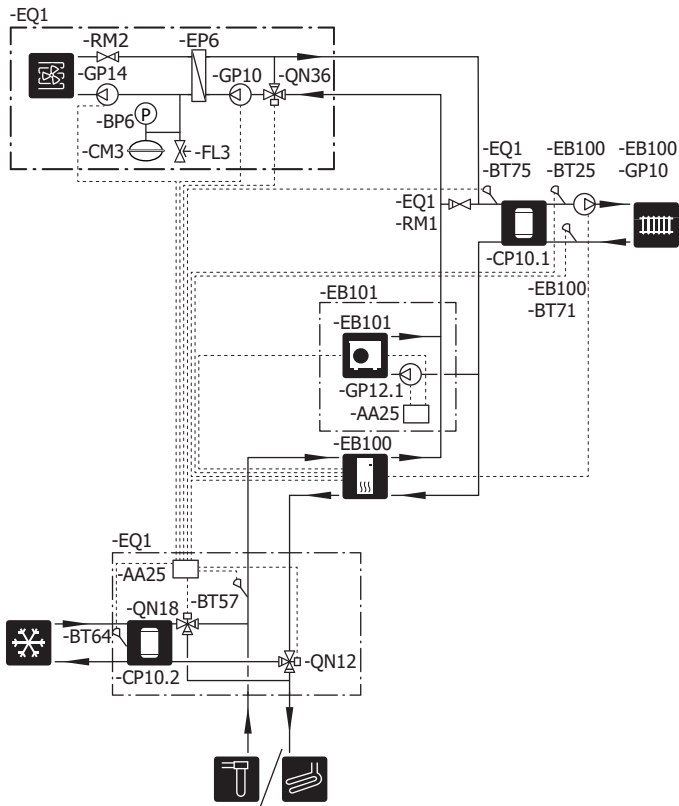 -EQ1
-RM2
-EP6
-GP14
-GP10
-QN36
-BP6
P
-CM3
-FL3
-EQ1
-BT75
-EB100
-BT25
-EB100
-GP10
-EQ1
-RM1
-CP10.1
-EB100
-BT71
-EB101
-EB101
-GP12.1
-AA25
-EB100
-EQ1
-AA25
-QN18
-BT57
-BT64
-QN12
-CP10.2